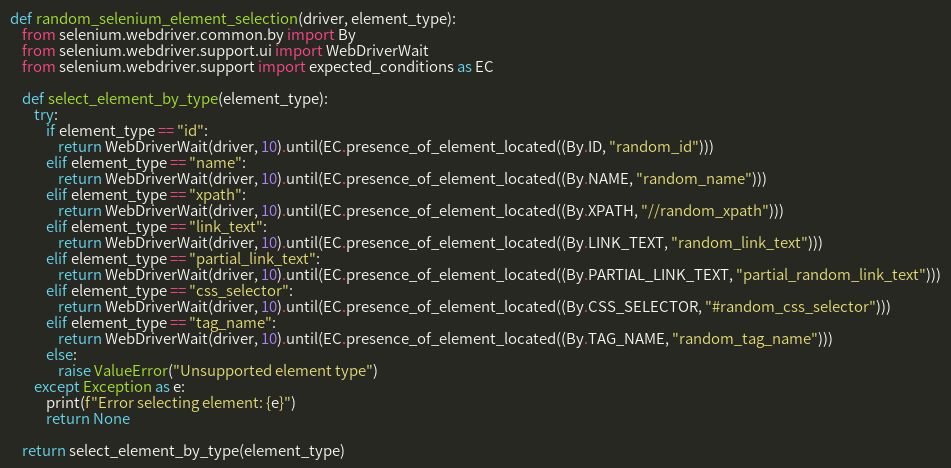 def random_selenium_element_selection(driver, element_type):
    from selenium.webdriver.common.by import By
    from selenium.webdriver.support.ui import WebDriverWait
    from selenium.webdriver.support import expected_conditions as EC

    def select_element_by_type(element_type):
        try:
            if element_type == "id":
                return WebDriverWait(driver, 10).until(EC.presence_of_element_located((By.ID, "random_id")))
            elif element_type == "name":
                return WebDriverWait(driver, 10).until(EC.presence_of_element_located((By.NAME, "random_name")))
            elif element_type == "xpath":
                return WebDriverWait(driver, 10).until(EC.presence_of_element_located((By.XPATH, "//random_xpath")))
            elif element_type == "link_text":
                return WebDriverWait(driver, 10).until(EC.presence_of_element_located((By.LINK_TEXT, "random_link_text")))
            elif element_type == "partial_link_text":
                return WebDriverWait(driver, 10).until(EC.presence_of_element_located((By.PARTIAL_LINK_TEXT, "partial_random_link_text")))
            elif element_type == "css_selector":
                return WebDriverWait(driver, 10).until(EC.presence_of_element_located((By.CSS_SELECTOR, "#random_css_selector")))
            elif element_type == "tag_name":
                return WebDriverWait(driver, 10).until(EC.presence_of_element_located((By.TAG_NAME, "random_tag_name")))
            else:
                raise ValueError("Unsupported element type")
        except Exception as e:
            print(f"Error selecting element: {e}")
            return None

    return select_element_by_type(element_type)